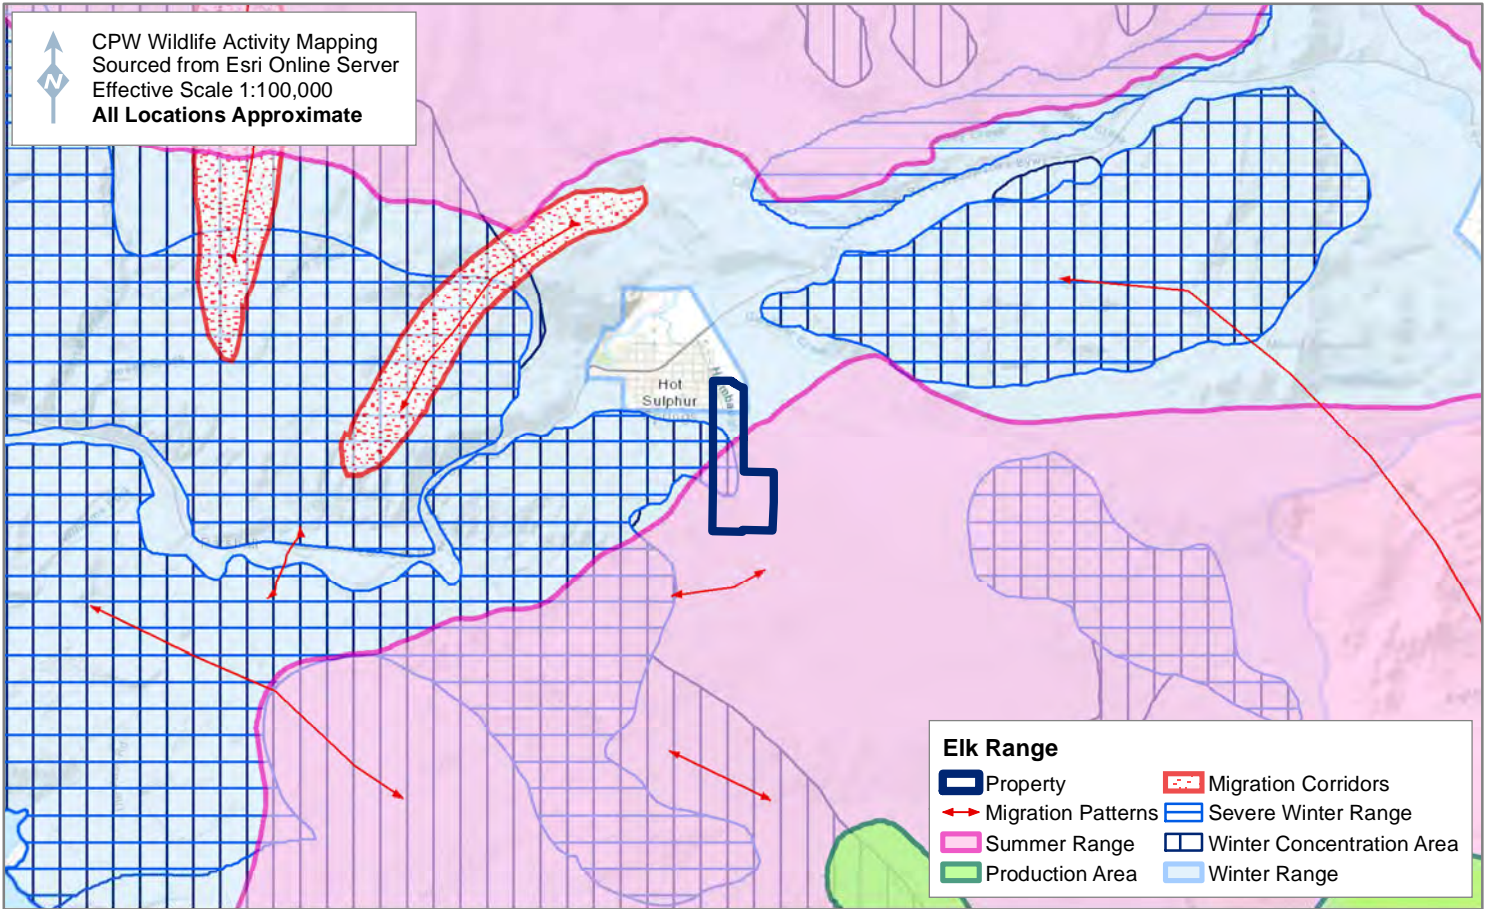 CPW Wildlife Activity Mapping
Sourced from Esri Online Server
Effective Scale 1:100,000
All Locations Approximate
N
Hot
Sulphur
Elk Range
Property
Migration Corridors
Migration Patterns
Severe Winter Range
Summer Range
Winter Concentration Area
Production Area
Winter Range